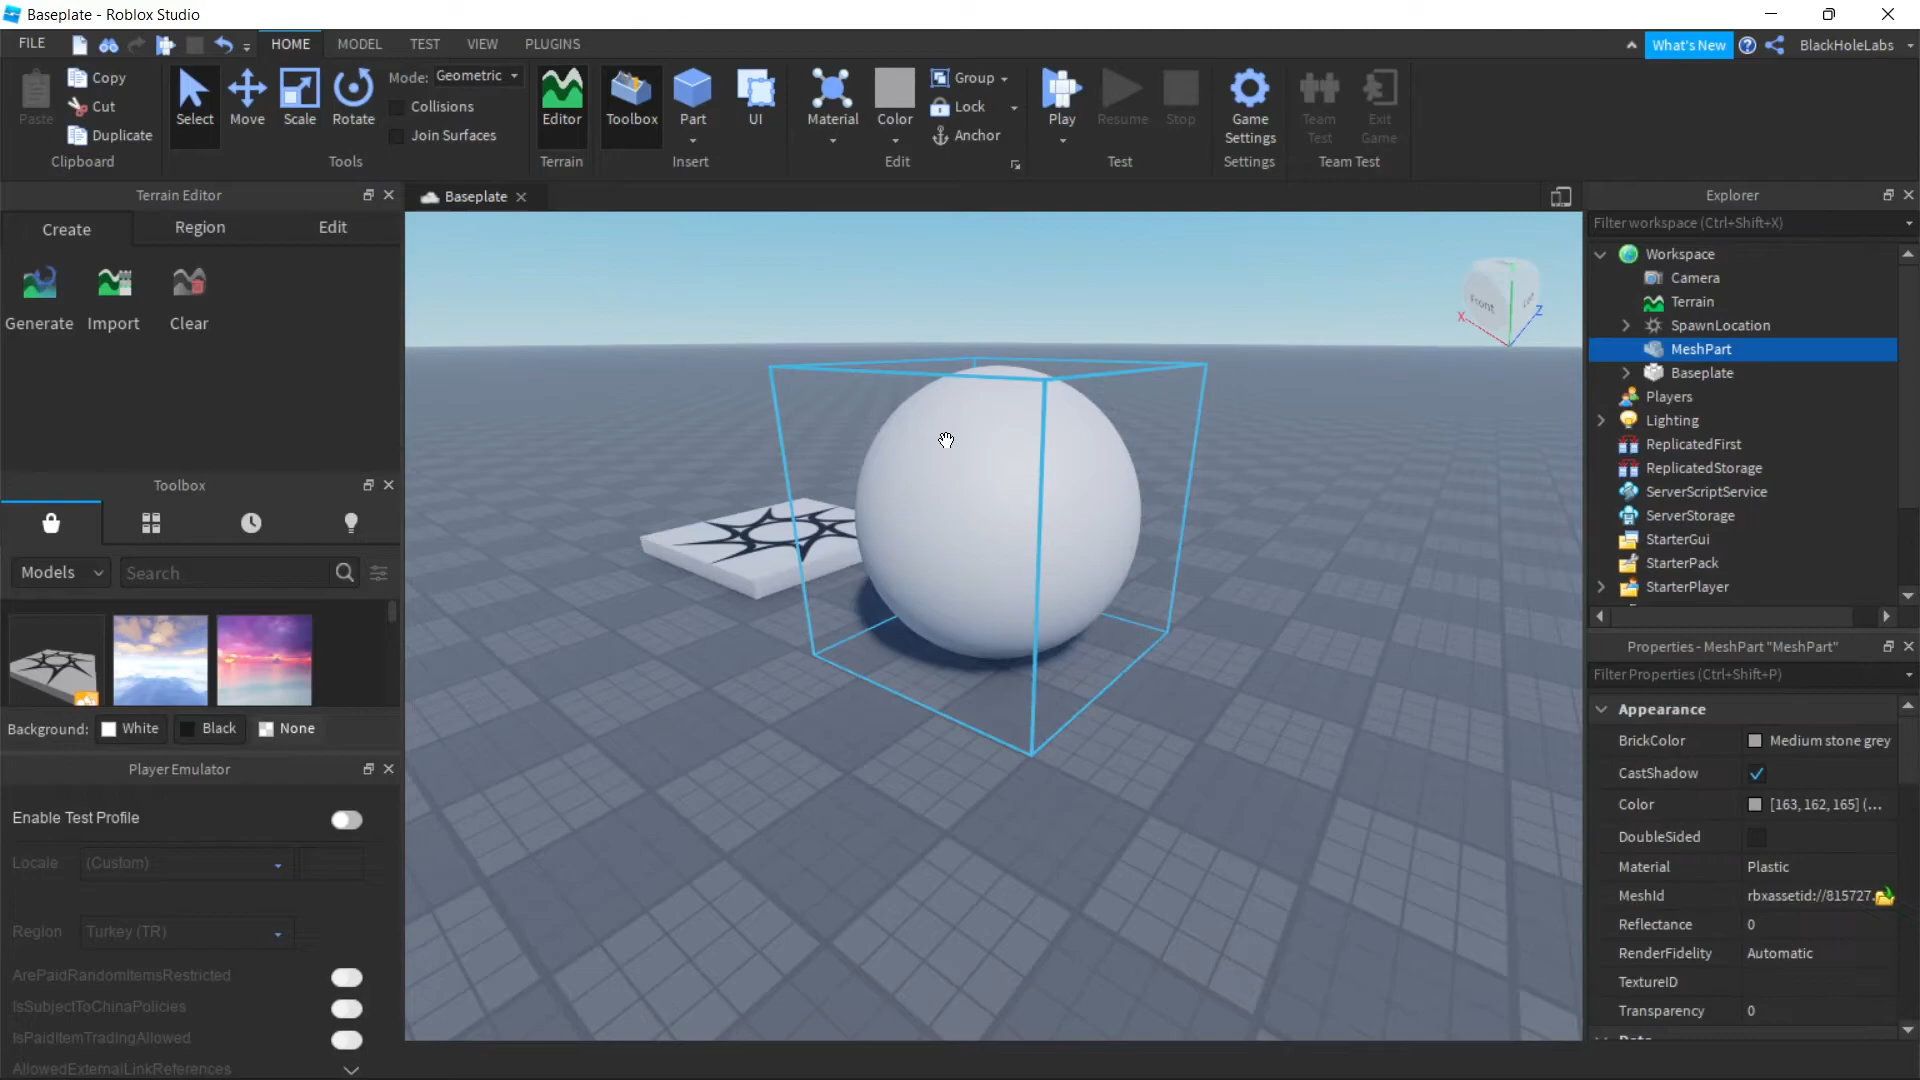 Baseplate - Roblox Studio
FILE HOME MODEL TEST VIEW PLUGINS What's New BlackHoleLabs
Paste Copy Cut Duplicate Clipboard
Select Move Scale Rotate Mode: Geometric Collisions Join Surfaces Tools
Editor Terrain
Toolbox Part UI Insert
Material Color Group Lock Anchor Edit
Play Resume Stop Test
Game Settings Settings
Team Test Exit Game Team Test
Terrain Editor
Create Region Edit
Generate Import Clear
Toolbox
Models Search
Background: White Black None
Player Emulator
Enable Test Profile
Locale (Custom)
Region Turkey (TR)
ArePaidRandomItemsRestricted
IsSubjectToChinaPolicies
IsPaidItemTradingAllowed
AllowedExternalLinkReferences
Baseplate
Front
X
Z
Explorer
Filter workspace (Ctrl+Shift+X)
Workspace
Camera
Terrain
SpawnLocation
MeshPart
Baseplate
Players
Lighting
ReplicatedFirst
ReplicatedStorage
ServerScriptService
ServerStorage
StarterGui
StarterPack
StarterPlayer
Properties - MeshPart "MeshPart"
Filter Properties (Ctrl+Shift+P)
Appearance
BrickColor Medium stone grey
CastShadow
Color [163, 162, 165] (...
DoubleSided
Material Plastic
MeshId rbxassetid://815727...
Reflectance 0
RenderFidelity Automatic
TextureID
Transparency 0